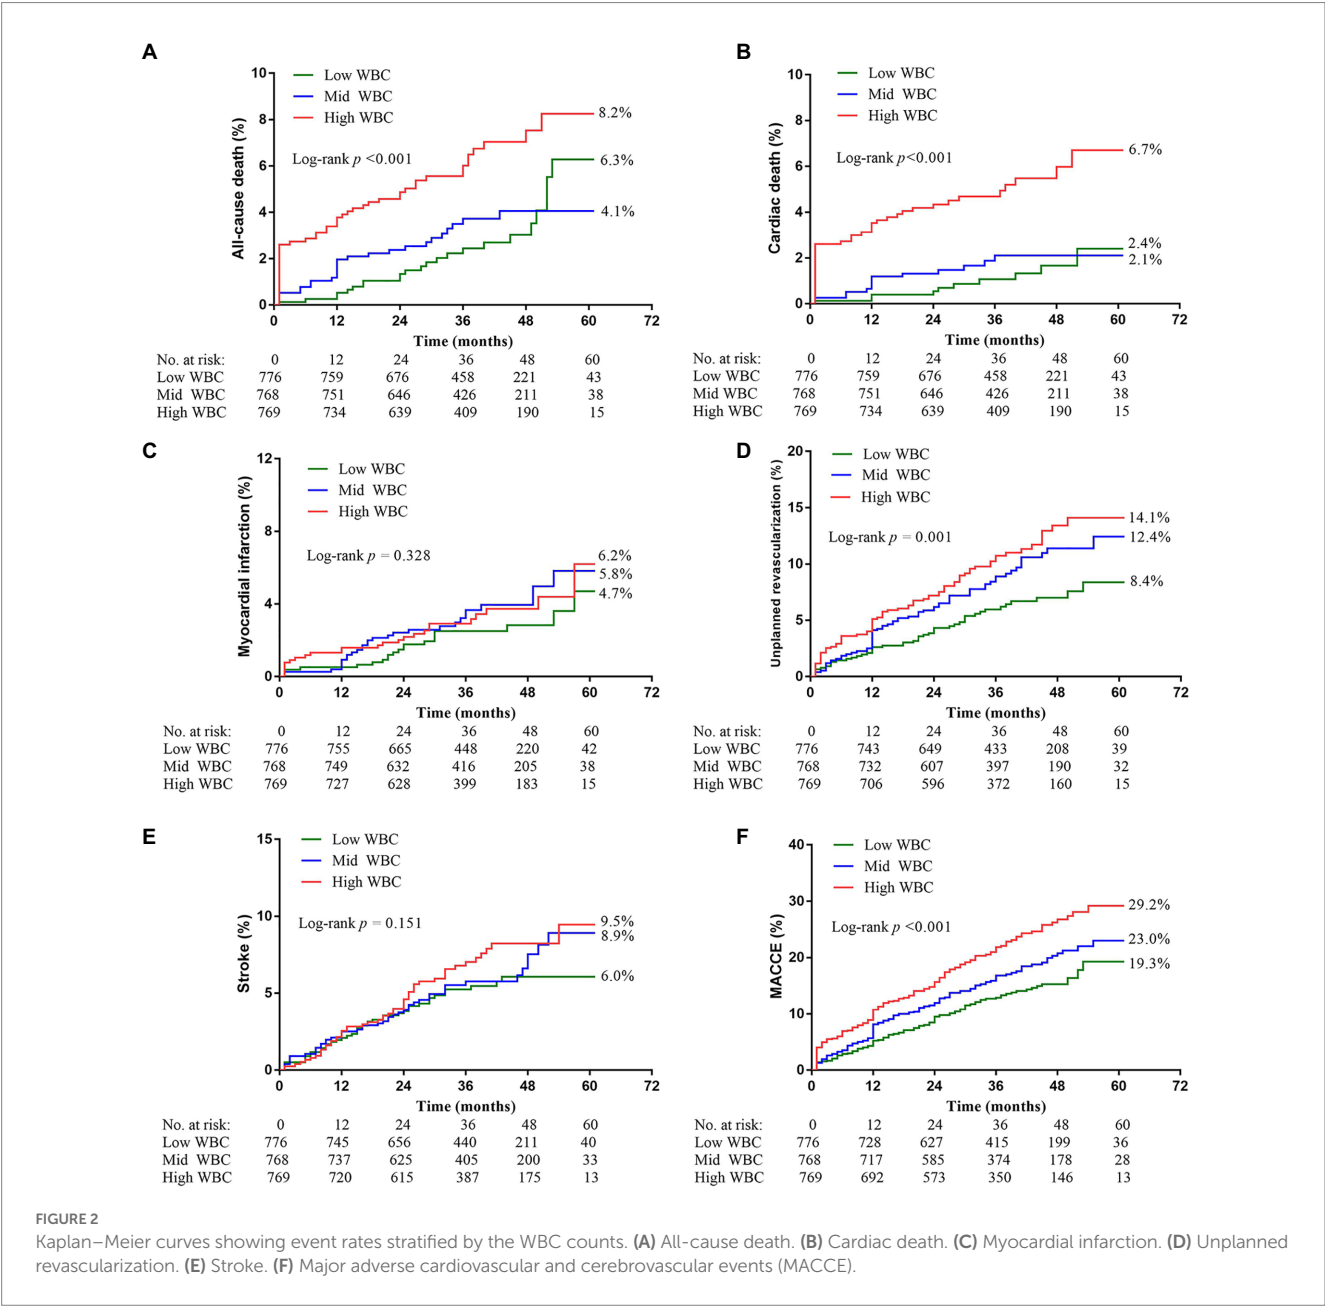 A
All-cause death (%)
10
8
6
4
2
0
Low WBC
Mid WBC
High WBC
Log-rank p <0.001
8.2%
6.3%
4.1%
0 12 24 36 48 60 72
Time (months)
No. at risk: 0 12 24 36 48 60
Low WBC 776 759 676 458 221 43
Mid WBC 768 751 646 426 211 38
High WBC 769 734 639 409 190 15
B
Cardiac death (%)
10
8
6
4
2
0
Low WBC
Mid WBC
High WBC
Log-rank p<0.001
6.7%
2.4%
2.1%
0 12 24 36 48 60 72
Time (months)
No. at risk: 0 12 24 36 48 60
Low WBC 776 759 676 458 221 43
Mid WBC 768 751 646 426 211 38
High WBC 769 734 639 409 190 15
C
Myocardial infarction (%)
12
8
4
0
Low WBC
Mid WBC
High WBC
Log-rank p = 0.328
6.2%
5.8%
4.7%
0 12 24 36 48 60 72
Time (months)
No. at risk: 0 12 24 36 48 60
Low WBC 776 755 665 448 220 42
Mid WBC 768 749 632 416 205 38
High WBC 769 727 628 399 183 15
D
Unplanned revascularization (%)
20
15
10
5
0
Low WBC
Mid WBC
High WBC
Log-rank p = 0.001
14.1%
12.4%
8.4%
0 12 24 36 48 60 72
Time (months)
No. at risk: 0 12 24 36 48 60
Low WBC 776 743 649 433 208 39
Mid WBC 768 732 607 397 190 32
High WBC 769 706 596 372 160 15
E
Stroke (%)
15
10
5
0
Low WBC
Mid WBC
High WBC
Log-rank p = 0.151
9.5%
8.9%
6.0%
0 12 24 36 48 60 72
Time (months)
No. at risk: 0 12 24 36 48 60
Low WBC 776 745 656 440 211 40
Mid WBC 768 737 625 405 200 33
High WBC 769 720 615 387 175 13
F
MACCE (%)
40
30
20
10
0
Low WBC
Mid WBC
High WBC
Log-rank p <0.001
29.2%
23.0%
19.3%
0 12 24 36 48 60 72
Time (months)
No. at risk: 0 12 24 36 48 60
Low WBC 776 728 627 415 199 36
Mid WBC 768 717 585 374 178 28
High WBC 769 692 573 350 146 13
FIGURE 2
Kaplan–Meier curves showing event rates stratified by the WBC counts. (A) All-cause death. (B) Cardiac death. (C) Myocardial infarction. (D) Unplanned
revascularization. (E) Stroke. (F) Major adverse cardiovascular and cerebrovascular events (MACCE).